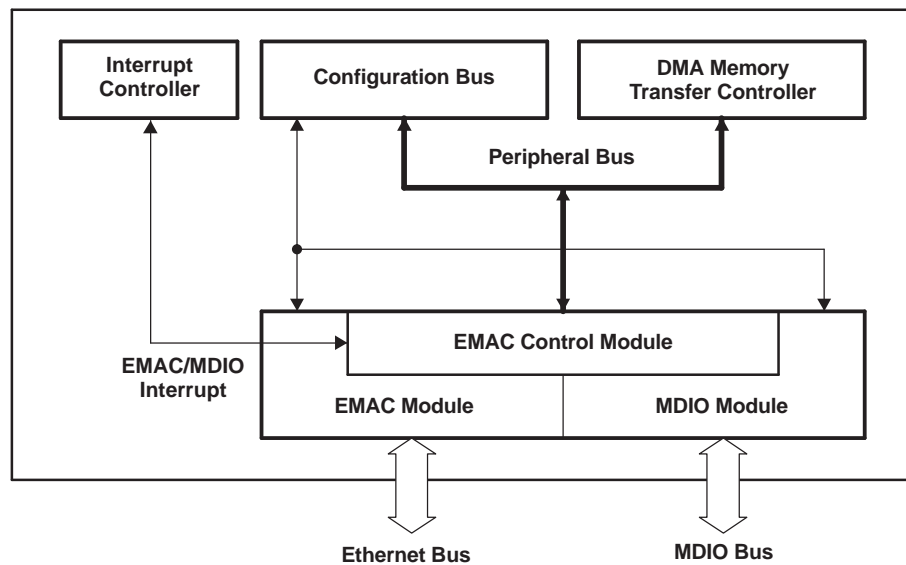 Interrupt
Controller
Configuration Bus
DMA Memory
Transfer Controller
Peripheral Bus
EMAC Control Module
EMAC/MDIO
Interrupt
EMAC Module
MDIO Module
Ethernet Bus
MDIO Bus